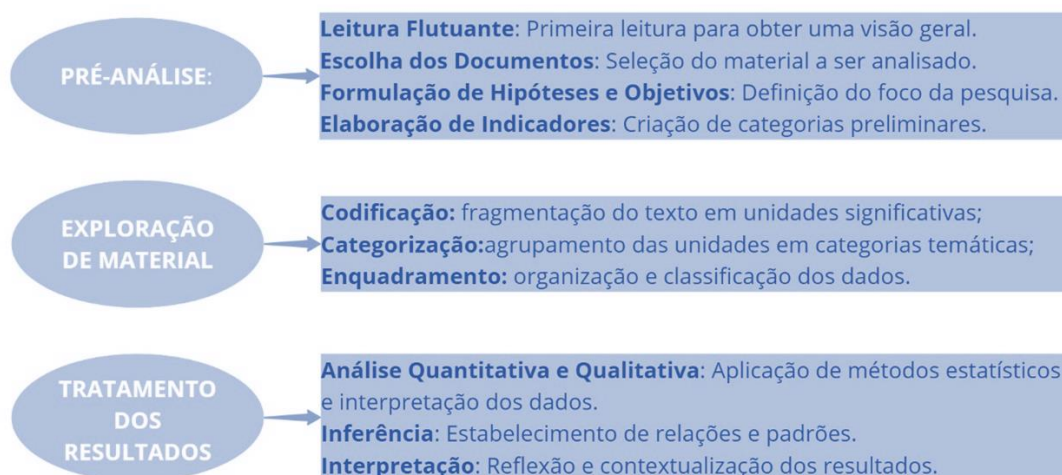 PRÉ-ANÁLISE:
Leitura Flutuante: Primeira leitura para obter uma visão geral.
Escolha dos Documentos: Seleção do material a ser analisado.
Formulação de Hipóteses e Objetivos: Definição do foco da pesquisa.
Elaboração de Indicadores: Criação de categorias preliminares.
EXPLORAÇÃO
DE MATERIAL
Codificação: fragmentação do texto em unidades significativas;
Categorização:agrupamento das unidades em categorias temáticas;
Enquadramento: organização e classificação dos dados.
TRATAMENTO
DOS
RESULTADOS
Análise Quantitativa e Qualitativa: Aplicação de métodos estatísticos
e interpretação dos dados.
Inferência: Estabelecimento de relações e padrões.
Interpretação: Reflexão e contextualização dos resultados.